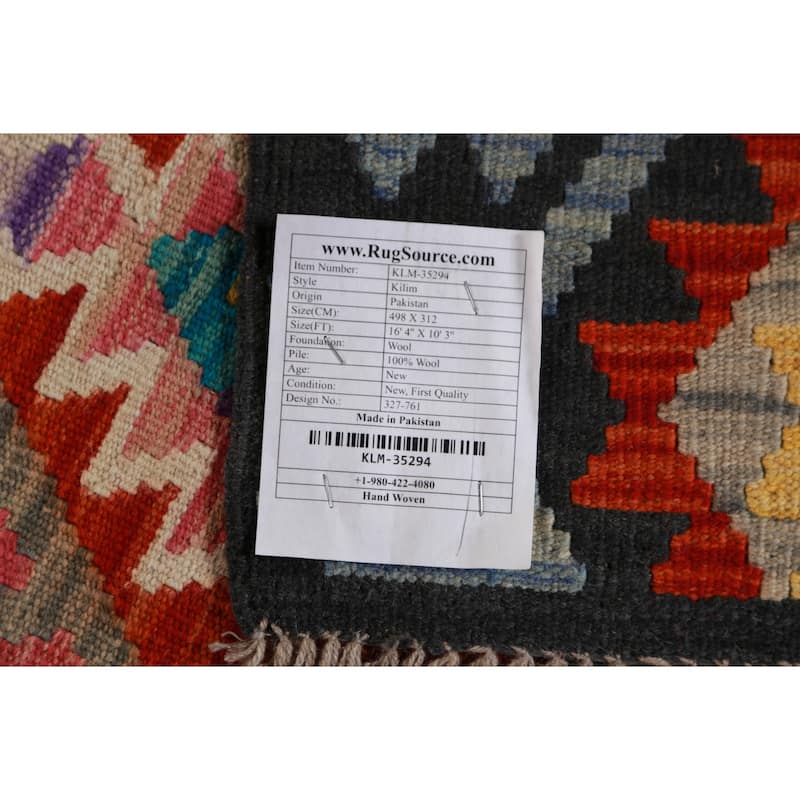 www.RugSource.com
Item Number: KLM-35294
Style Kilim
Origin Pakistan
Size(CM): 498 X 312
Size(FT): 16' 4" X 10' 3"
Foundation: Wool
Pile: 100% Wool
Age: New
Condition: New, First Quality
Design No.: 327-761
Made in Pakistan
KLM-35294
+1-980-422-4080
Hand Woven